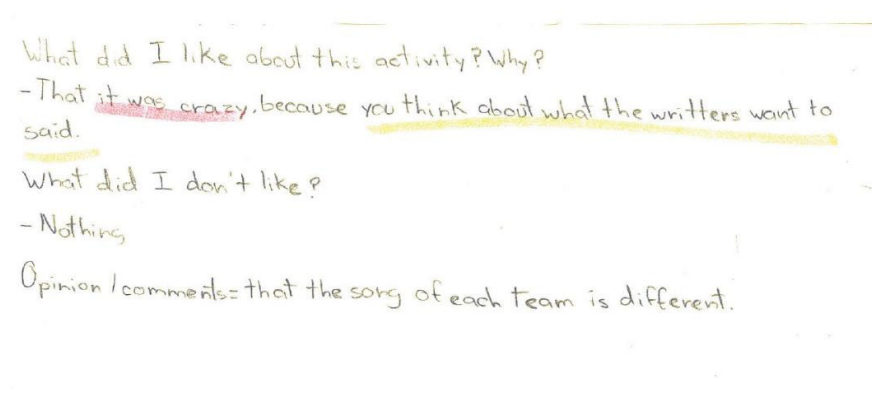 What did I like about this activity? Why?
- That it was crazy, because you think about what the writters want to
said.
What did I don't like?
- Nothing
Opinion / comments = that the song of each team is different.